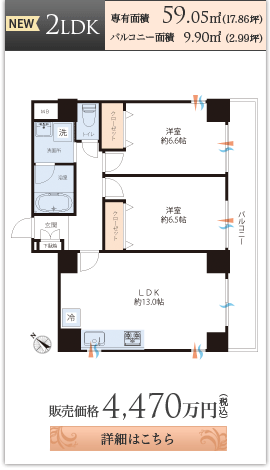 NEW 2LDK
専有面積 59.05㎡(17.86坪)
バルコニー面積 9.90㎡(2.99坪)
MB
洗
洗面所
トイレ
クローゼット
洋室
約6.6帖
浴室
玄関
下駄箱
クローゼット
洋室
約6.5帖
バルコニー
LDK
約13.0帖
冷
N
販売価格 4,470万円(税込)
詳細はこちら